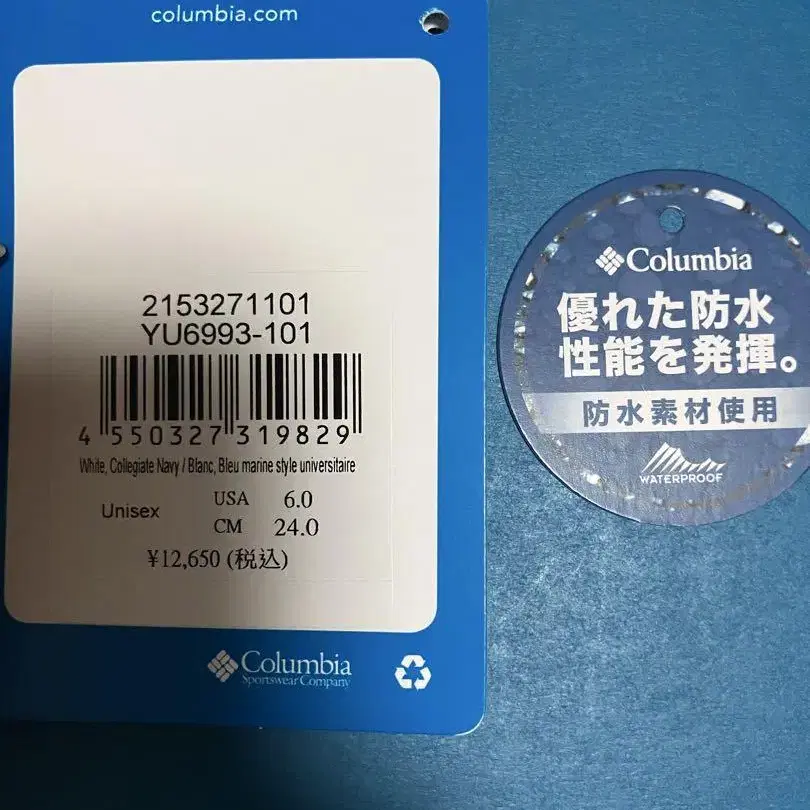 columbia.com
2153271101
YU6993-101
4 550327 319829
White, Collegiate Navy / Blanc, Bleu marine style universitaire
Unisex
USA 6.0
CM 24.0
¥12,650 (税込)
Columbia
Sportswear Company
Columbia
優れた防水
性能を発揮。
防水素材使用
WATERPROOF